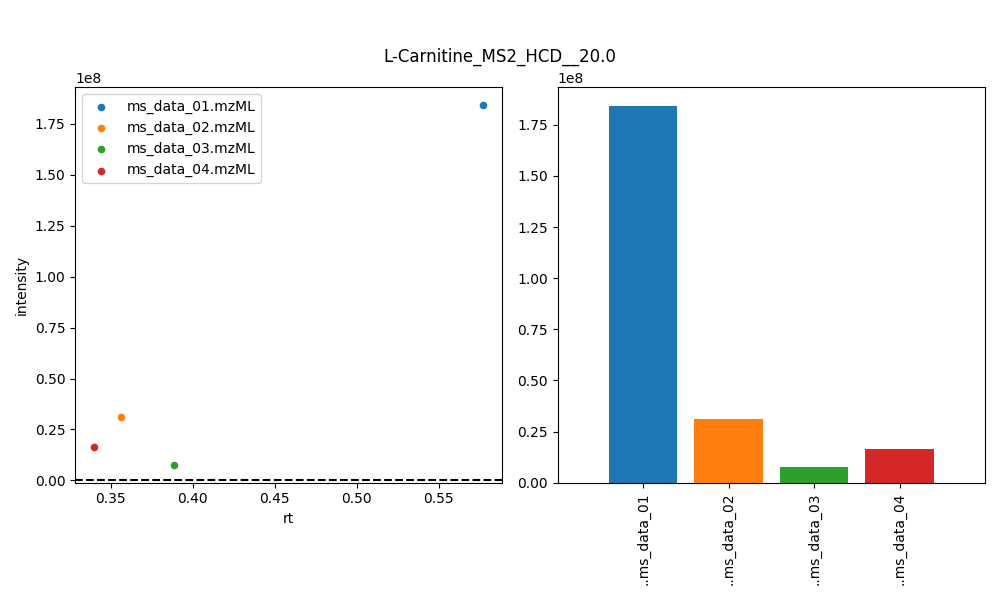 L-Carnitine_MS2_HCD__20.0
1e8
ms_data_01.mzML
ms_data_02.mzML
ms_data_03.mzML
ms_data_04.mzML
1.75
1.50
1.25
1.00
0.75
0.50
0.25
0.00
intensity
0.35 0.40 0.45 0.50 0.55
rt
1e8
1.75
1.50
1.25
1.00
0.75
0.50
0.25
0.00
..ms_data_01
..ms_data_02
..ms_data_03
..ms_data_04